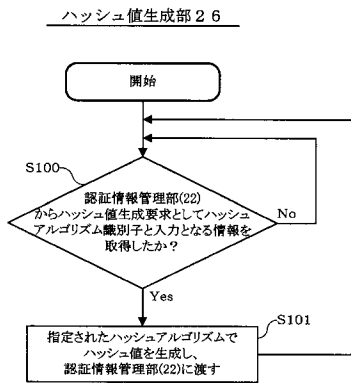 ハッシュ値生成部２６
開始
S100
認証情報管理部(22)
からハッシュ値生成要求としてハッシュ
アルゴリズム識別子と入力となる情報を
取得したか？
No
Yes
S101
指定されたハッシュアルゴリズムで
ハッシュ値を生成し、
認証情報管理部(22)に渡す